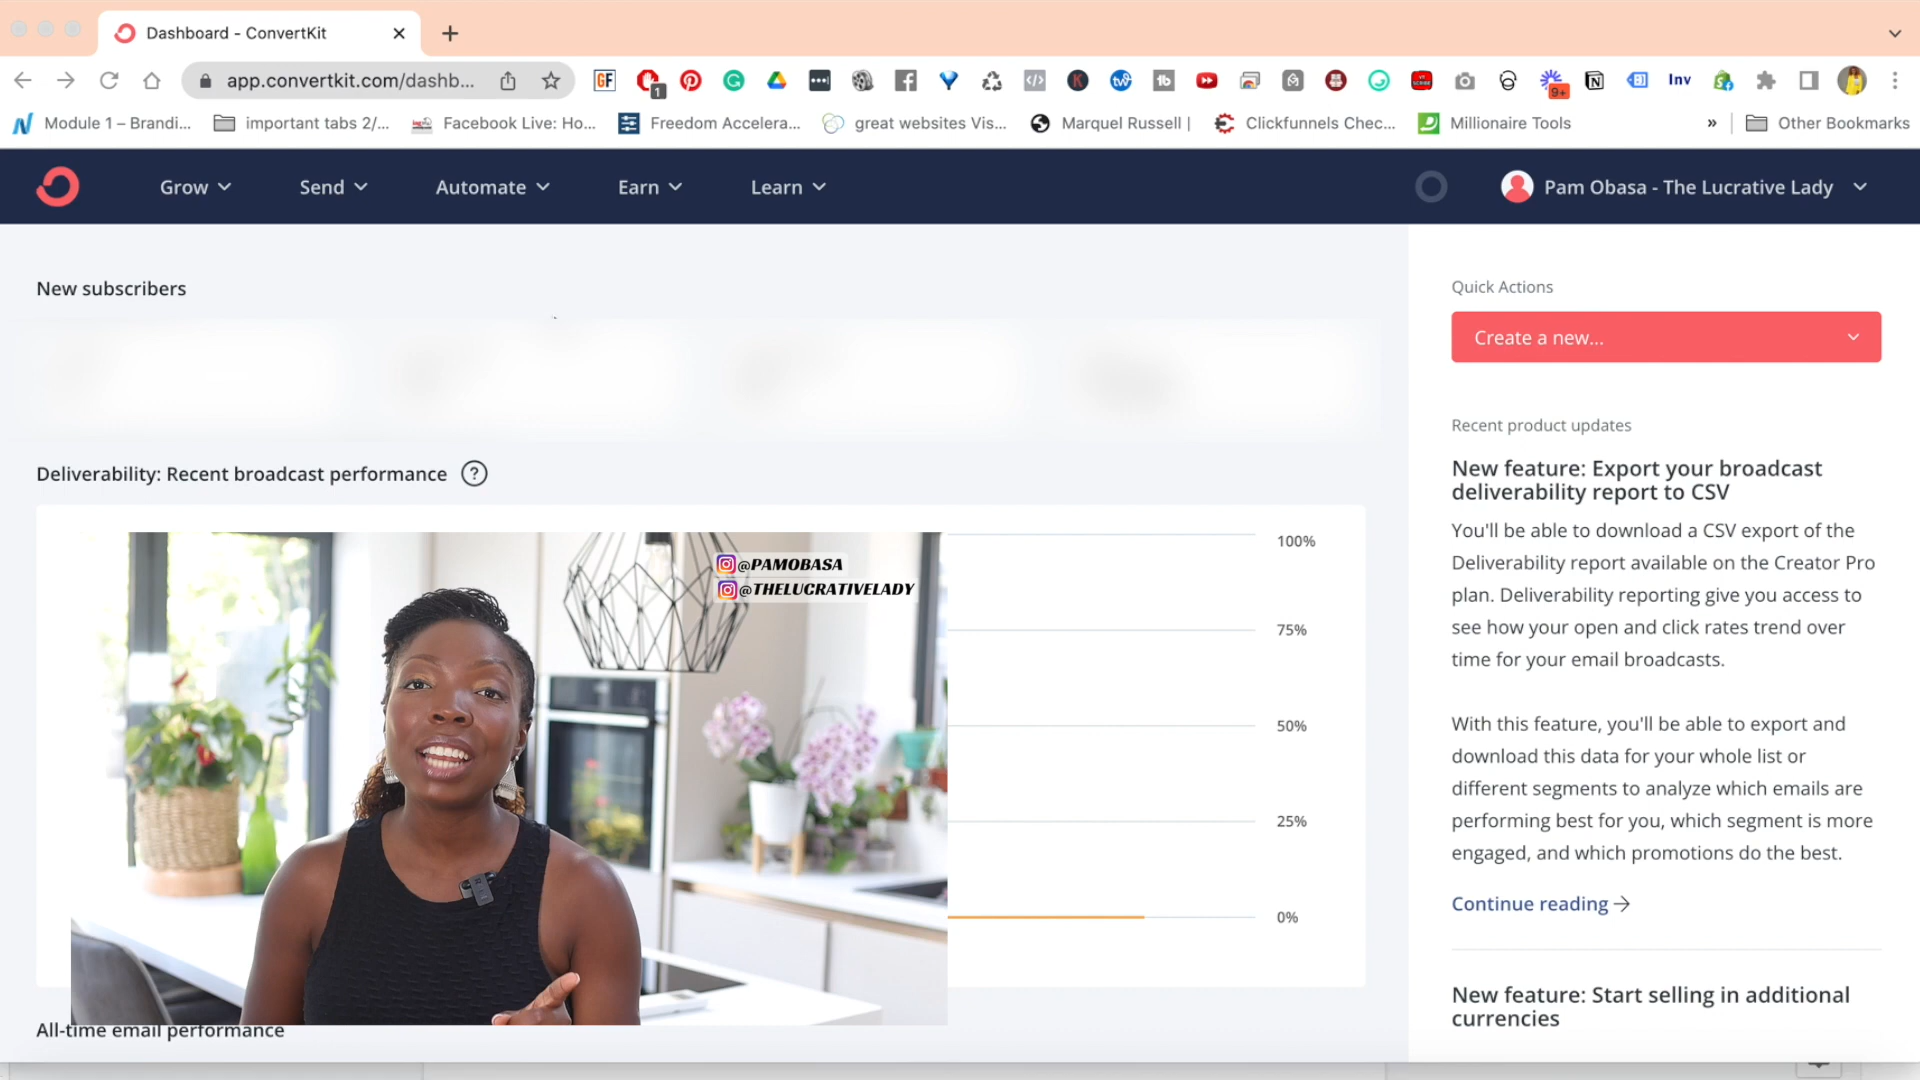 Dashboard - ConvertKit
app.convertkit.com/dashb...
GF
1
tw
tb
9+
Inv
Module 1 – Brandi...
important tabs 2/...
Facebook Live: Ho...
Freedom Accelera...
great websites Vis...
Marquel Russell |
Clickfunnels Chec...
Millionaire Tools
»
Other Bookmarks
Grow
Send
Automate
Earn
Learn
Pam Obasa - The Lucrative Lady
New subscribers
Deliverability: Recent broadcast performance ?
@PAMOBASA
@THELUCRATIVELADY
100%
75%
50%
25%
0%
All-time email performance
Quick Actions
Create a new...
Recent product updates
New feature: Export your broadcast
deliverability report to CSV
You'll be able to download a CSV export of the
Deliverability report available on the Creator Pro
plan. Deliverability reporting give you access to
see how your open and click rates trend over
time for your email broadcasts.
With this feature, you'll be able to export and
download this data for your whole list or
different segments to analyze which emails are
performing best for you, which segment is more
engaged, and which promotions do the best.
Continue reading →
New feature: Start selling in additional
currencies